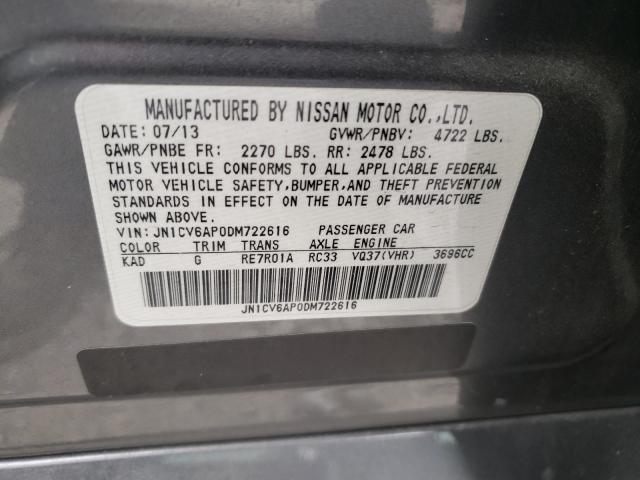 MANUFACTURED BY NISSAN MOTOR CO.,LTD.
DATE: 07/13 GVWR/PNBV: 4722 LBS.
GAWR/PNBE FR: 2270 LBS. RR: 2478 LBS.
THIS VEHICLE CONFORMS TO ALL APPLICABLE FEDERAL
MOTOR VEHICLE SAFETY,BUMPER,AND THEFT PREVENTION
STANDARDS IN EFFECT ON THE DATE OF MANUFACTURE
SHOWN ABOVE.
VIN: JN1CV6AP0DM722616 PASSENGER CAR
COLOR TRIM TRANS AXLE ENGINE
KAD G RE7R01A RC33 VQ37(VHR) 3696CC
JN1CV6AP0DM722616